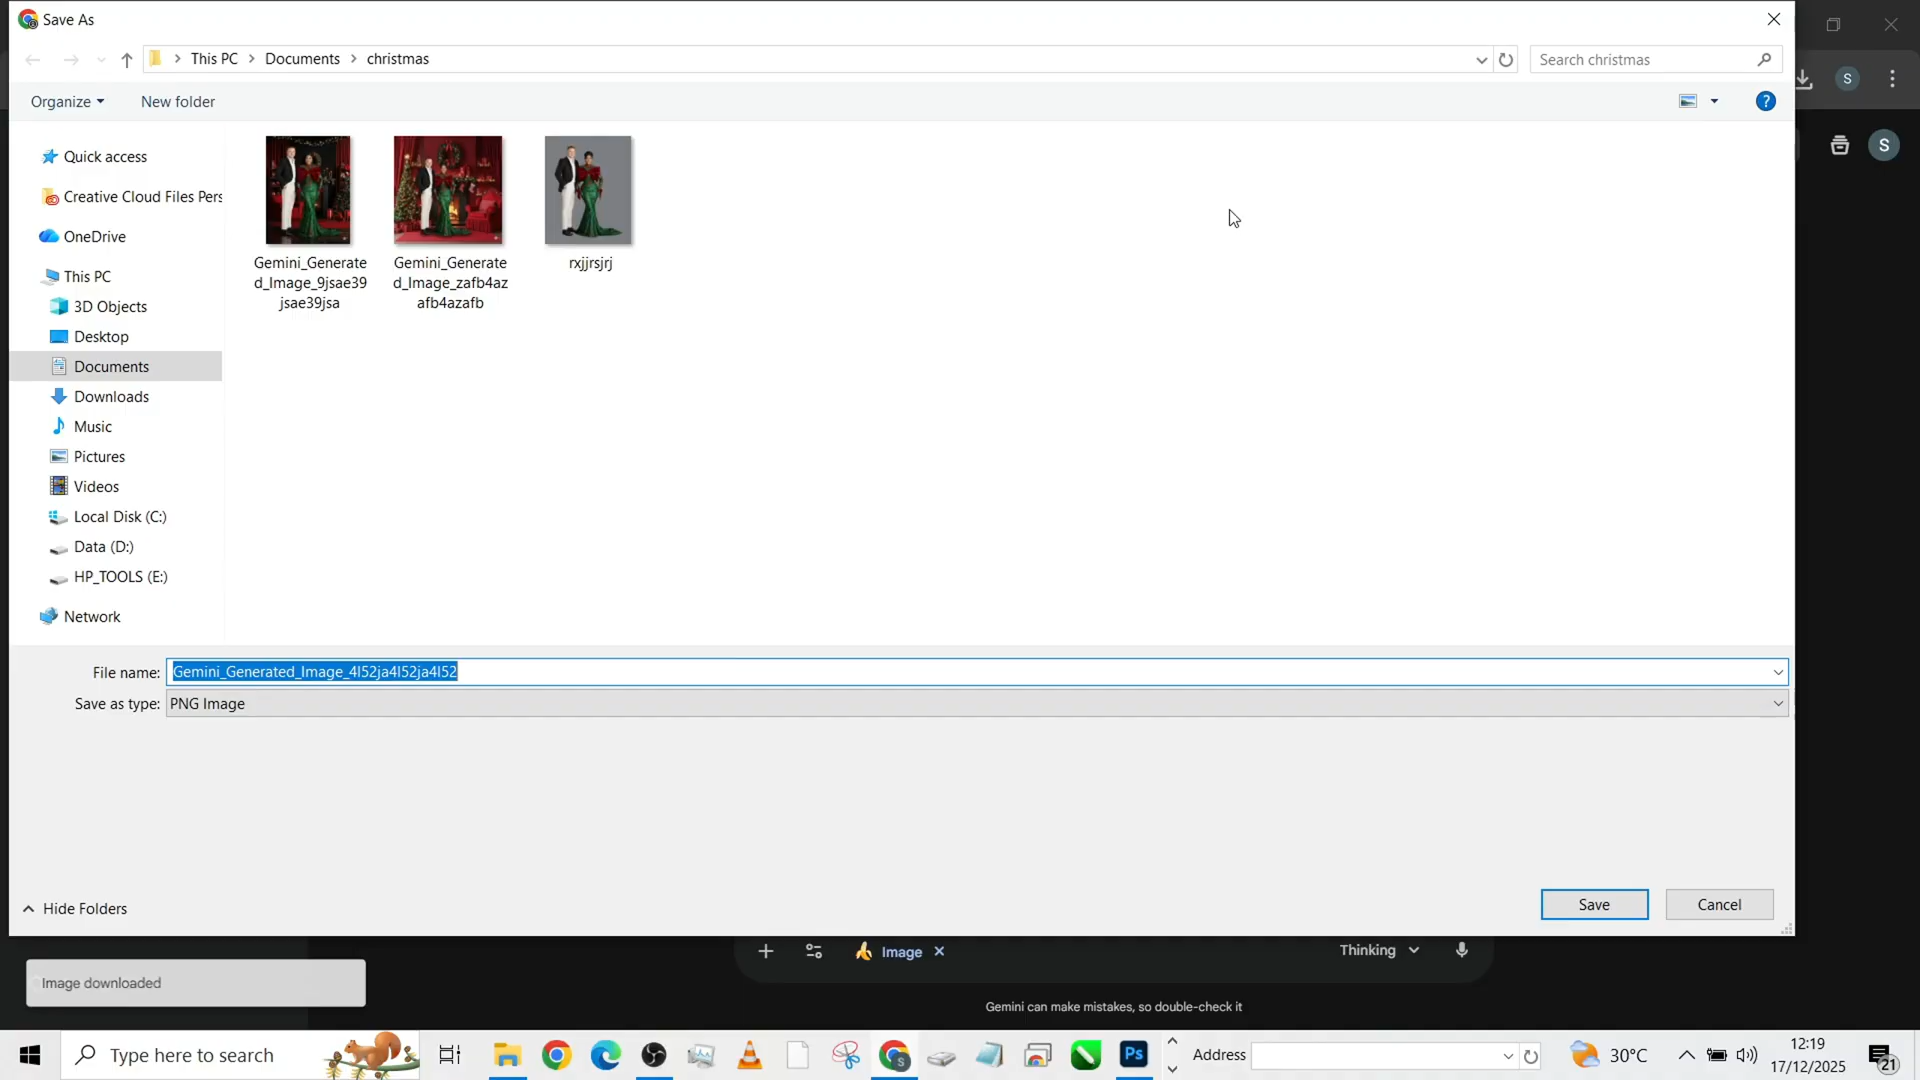 Save As
This PC
Documents
christmas
Search christmas
S
Organize
New folder
?
S
Quick access
Creative Cloud Files Pers
OneDrive
This PC
3D Objects
Desktop
Documents
Downloads
Music
Pictures
Videos
Local Disk (C:)
Data (D:)
HP_TOOLS (E:)
Network
Gemini_Generate
d_Image_9jsae39
jsae39jsa
Gemini_Generate
d_Image_zafb4az
afb4azafb
rxjjrsjrj
File name: Gemini_Generated_Image_4l52ja4l52ja4l52
Save as type: PNG Image
Hide Folders
Save
Cancel
Image
Thinking
Image downloaded
Gemini can make mistakes, so double-check it
Type here to search
S
Ps
Address
30°C
12:19
17/12/2025
21